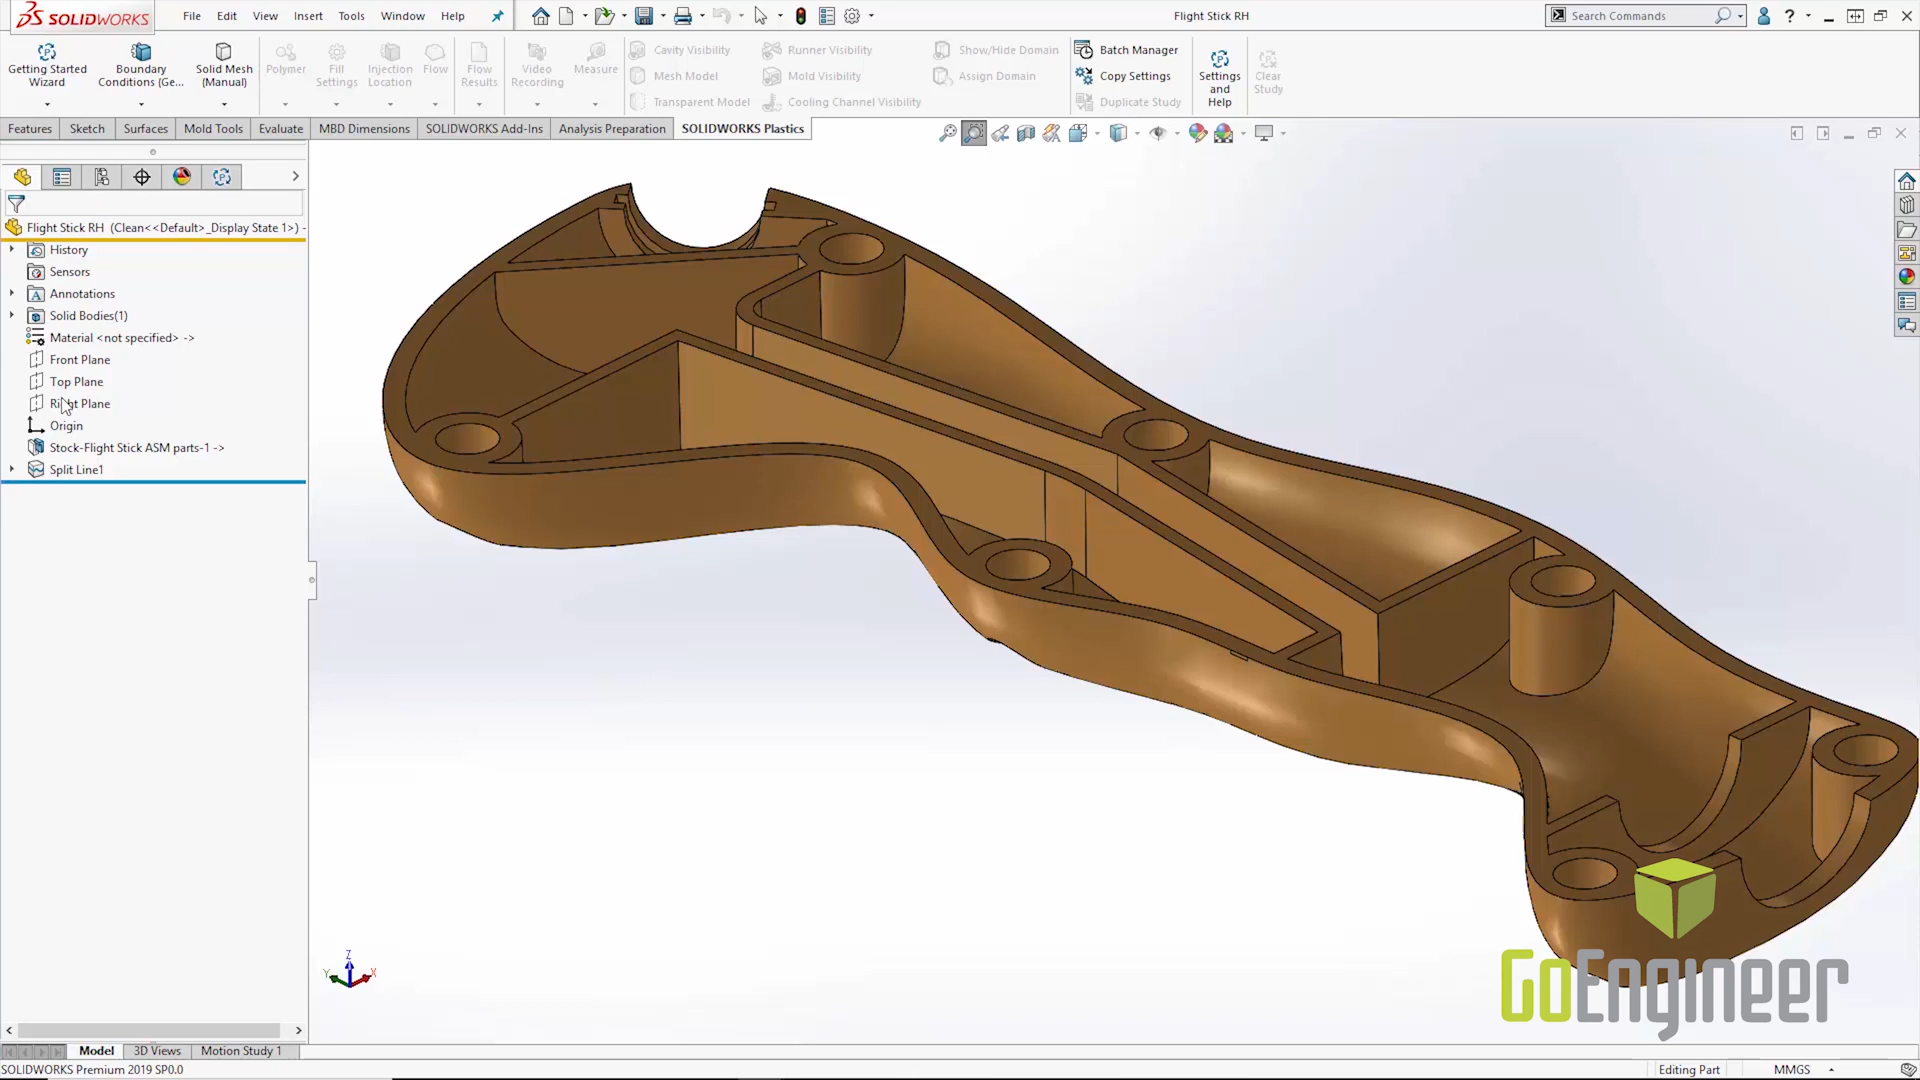 SOLIDWORKS File Edit View Insert Tools Window Help Flight Stick RH Search Commands
Getting Started Wizard
Boundary Conditions (Ge...
Solid Mesh (Manual)
Polymer
Fill Settings
Injection Location
Flow
Flow Results
Video Recording
Measure
Cavity Visibility
Mesh Model
Transparent Model
Runner Visibility
Mold Visibility
Cooling Channel Visibility
Show/Hide Domain
Assign Domain
Batch Manager
Copy Settings
Duplicate Study
Settings and Help
Clear Study
Features Sketch Surfaces Mold Tools Evaluate MBD Dimensions SOLIDWORKS Add-Ins Analysis Preparation SOLIDWORKS Plastics
Flight Stick RH (Clean<<Default>_Display State 1>) -
History
Sensors
Annotations
Solid Bodies(1)
Material <not specified> ->
Front Plane
Top Plane
Right Plane
Origin
Stock-Flight Stick ASM parts-1 ->
Split Line1
Z
Y X
GoEngineer
Model 3D Views Motion Study 1
SOLIDWORKS Premium 2019 SP0.0 Editing Part MMGS